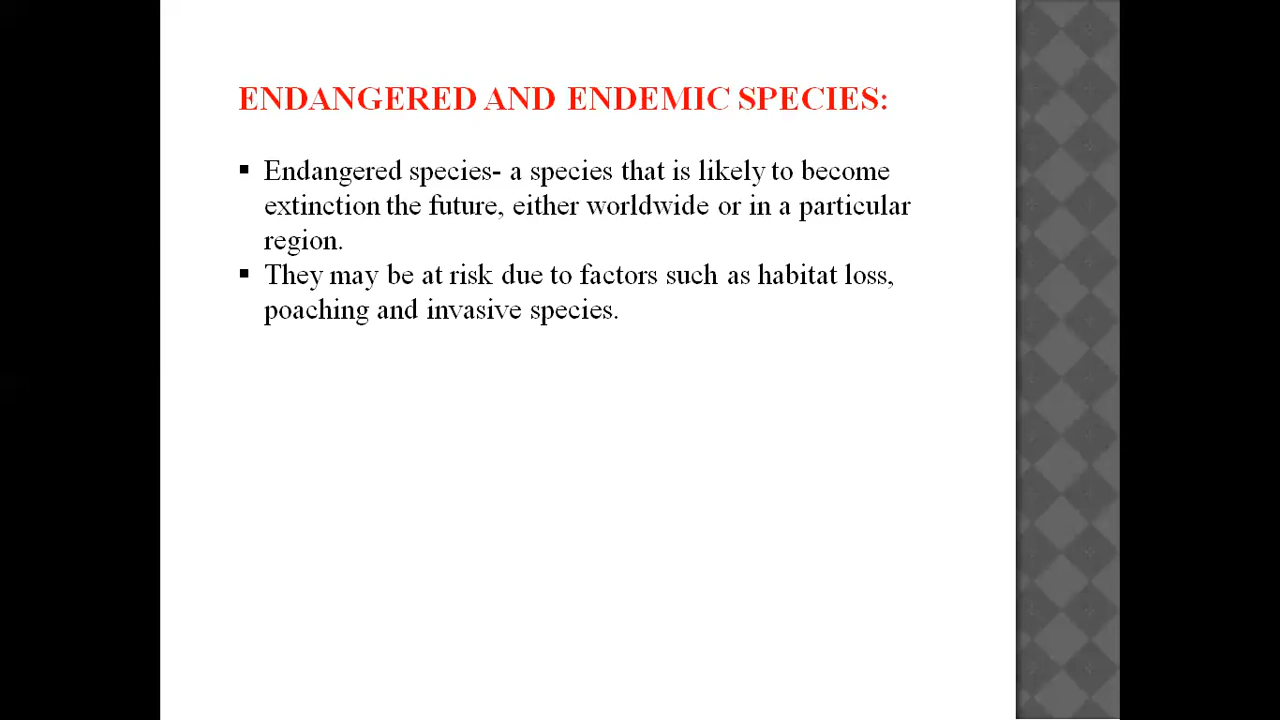 ENDANGERED AND ENDEMIC SPECIES:
▪ Endangered species- a species that is likely to become
extinction the future, either worldwide or in a particular
region.
▪ They may be at risk due to factors such as habitat loss,
poaching and invasive species.